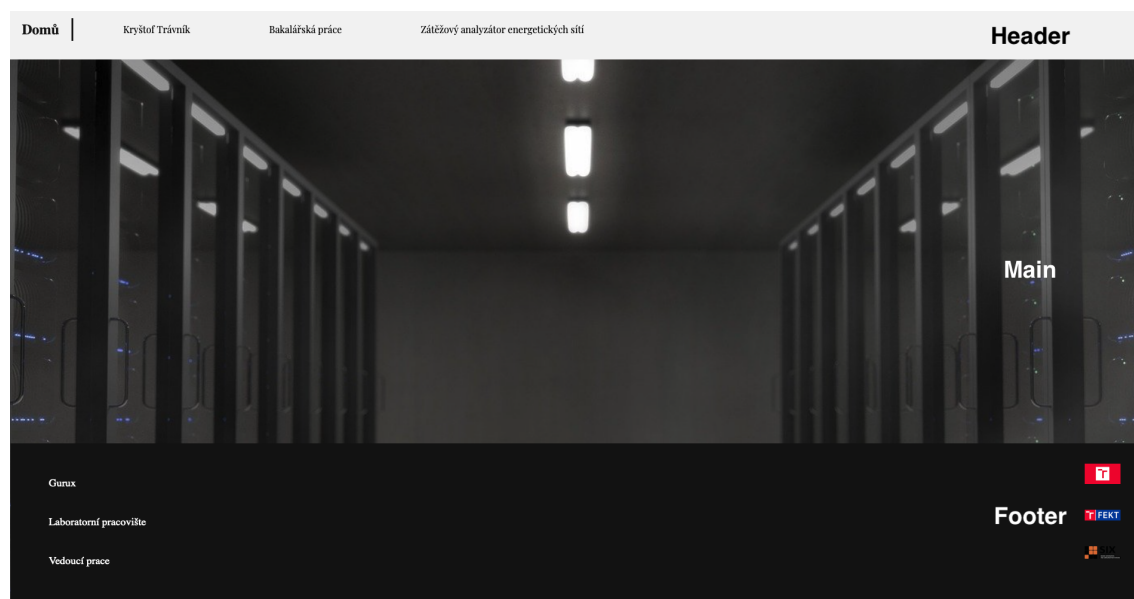 Domů
Kryštof Trávník
Bakalářská práce
Zátěžový analyzátor energetických sítí
Header
Main
Gurux
Laboratorní pracoviště
Vedoucí prace
Footer
T
T FEKT